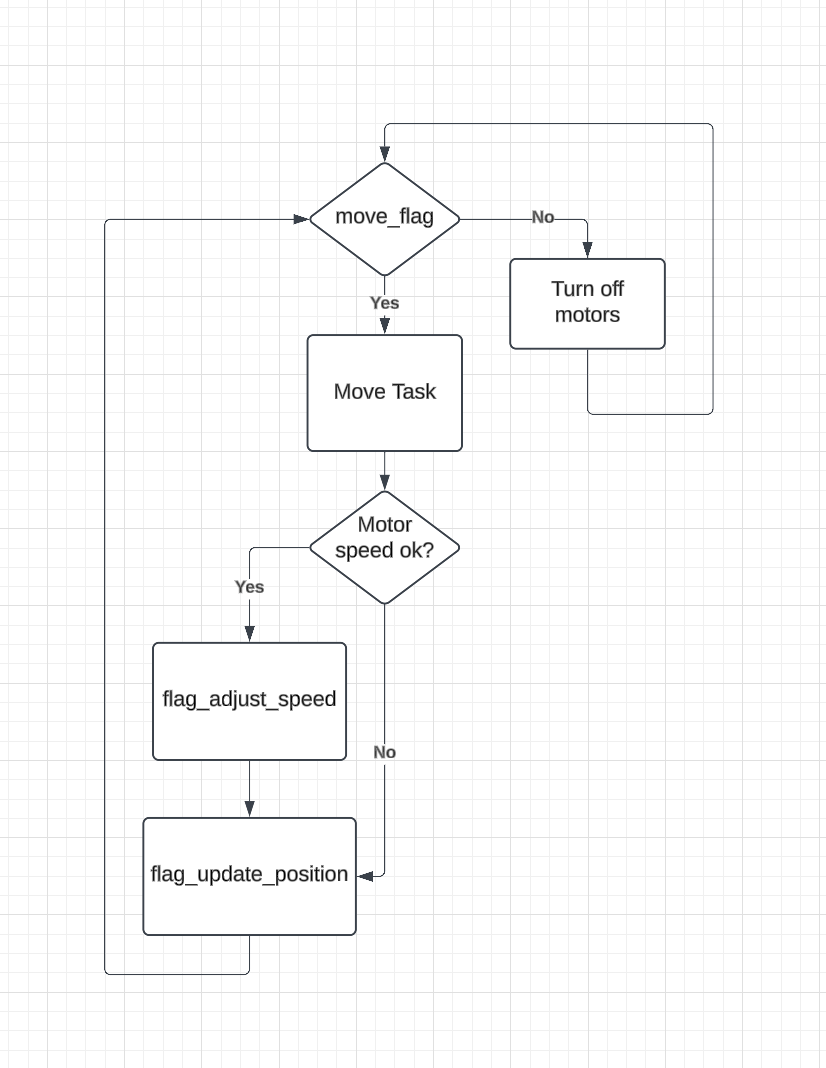 move_flag
No
Turn off
motors
Yes
Move Task
Motor
speed ok?
Yes
flag_adjust_speed
No
flag_update_position